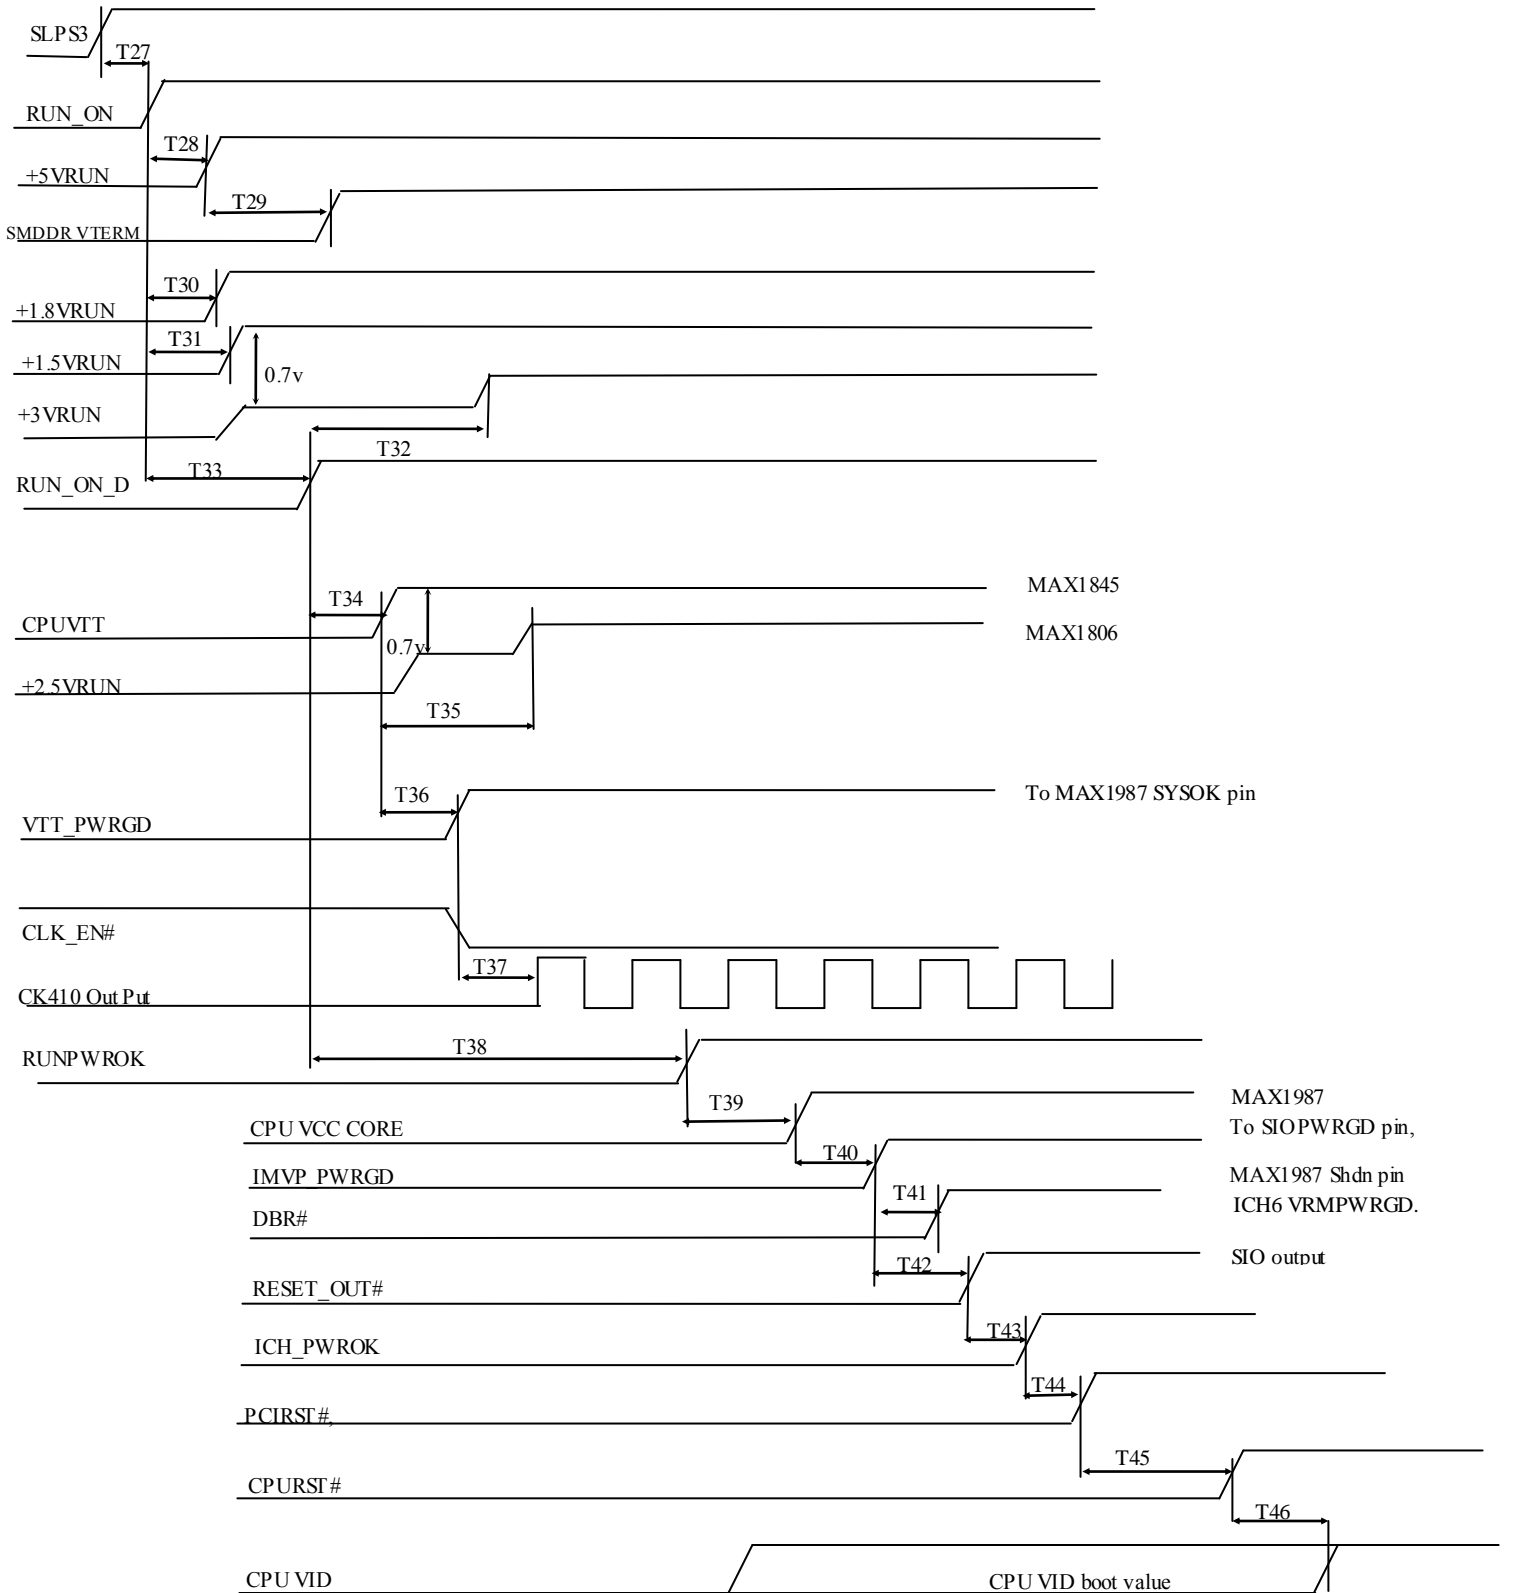 SLPS3
T27
RUN_ON
T28
+5VRUN
T29
SMDDR VTERM
T30
+1.8VRUN
T31
+1.5VRUN
0.7v
+3VRUN
T32
T33
RUN_ON_D
MAX1845
T34
CPUVTT
MAX1806
0.7v
+2.5VRUN
T35
To MAX1987 SYSOK pin
T36
VTT_PWRGD
CLK_EN#
T37
CK410 Out Put
T38
RUNPWROK
MAX1987
T39
To SIOPWRGD pin,
CPU VCC CORE
T40
IMVP_PWRGD
MAX1987 Shdn pin
T41
ICH6 VRMPWRGD.
DBR#
SIO output
T42
RESET_OUT#
T43
ICH_PWROK
T44
PCIRST#,
T45
CPURST#
T46
CPU VID
CPU VID boot value